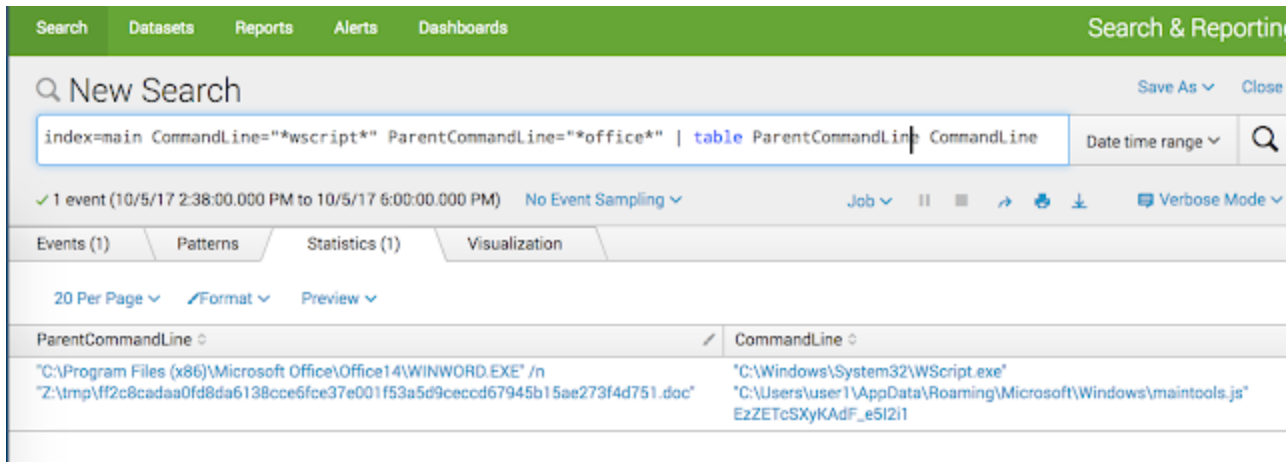 Search Datasets Reports Alerts Dashboards Search & Reporting
New Search Save As Close
index=main CommandLine="*wscript*" ParentCommandLine="*office*" | table ParentCommandLine CommandLine Date time range
1 event (10/5/17 2:38:00.000 PM to 10/5/17 6:00:00.000 PM) No Event Sampling Job Verbose Mode
Events (1) Patterns Statistics (1) Visualization
20 Per Page Format Preview
ParentCommandLine CommandLine
"C:\Program Files (x86)\Microsoft Office\Office14\WINWORD.EXE" /n "C:\Windows\System32\WScript.exe"
"Z:\tmp\ff2c8cadaa0fd8da6138cce6fce37e001f53a5d9ceccd67945b15ae273f4d751.doc" "C:\Users\user1\AppData\Roaming\Microsoft\Windows\maintools.js"
EzZETcSXyKAdF_e5I2i1